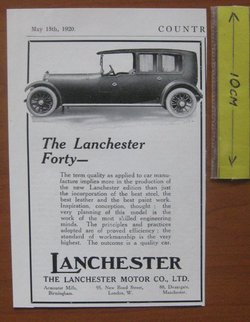 May 15th, 1920
COUNTR
10CM
The Lanchester
Forty—
The term quality as applied to car manu-
facture implies more in the production of
the new Lanchester edition than just
the incorporation of the best steel, the
best leather and the best paint work.
Inspiration, conception, thought; the
very planning of this model is the
work of the most skilled engineering
minds. The principles and practices
adopted are of proved efficiency: the
standard of workmanship is the very
highest. The outcome is a quality car.
LANCHESTER
THE LANCHESTER MOTOR CO., LTD.
Armourer Mills, 95, New Bond Street, 88, Deansgate,
Birmingham. London, W. Manchester.